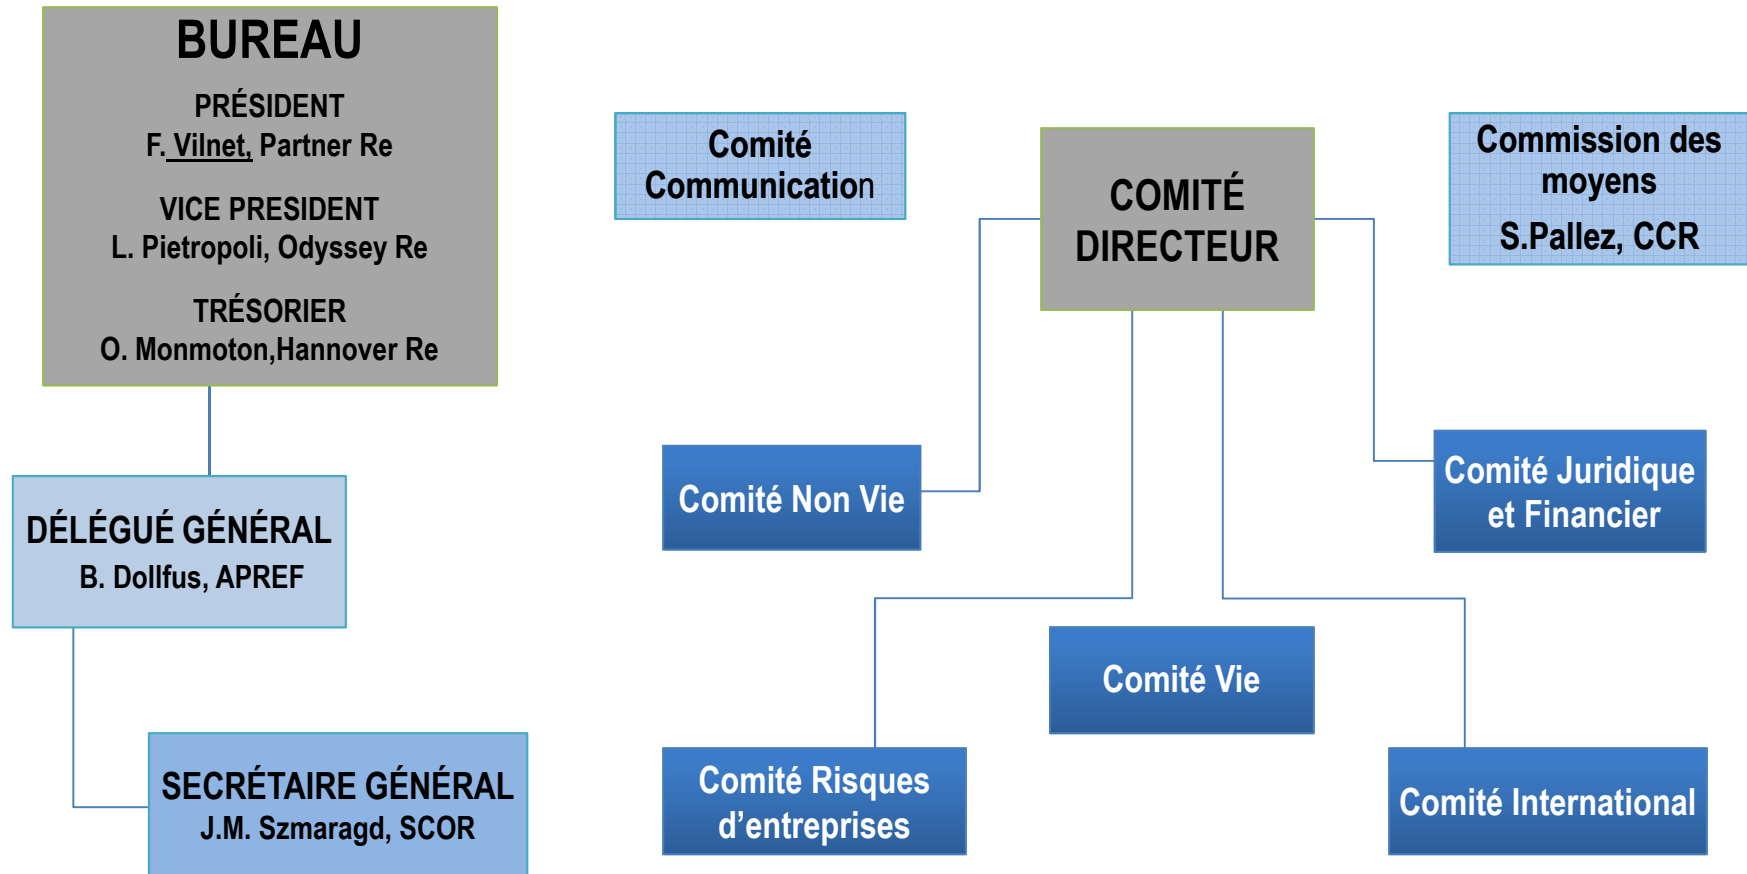 BUREAU
PRÉSIDENT
F. Vilnet, Partner Re
VICE PRESIDENT
L. Pietropoli, Odyssey Re
TRÉSORIER
O. Monmoton,Hannover Re
DÉLÉGUÉ GÉNÉRAL
B. Dollfus, APREF
SECRÉTAIRE GÉNÉRAL
J.M. Szmaragd, SCOR
Comité
Communication
COMITÉ
DIRECTEUR
Commission des
moyens
S.Pallez, CCR
Comité Non Vie
Comité Juridique
et Financier
Comité Vie
Comité Risques
d’entreprises
Comité International